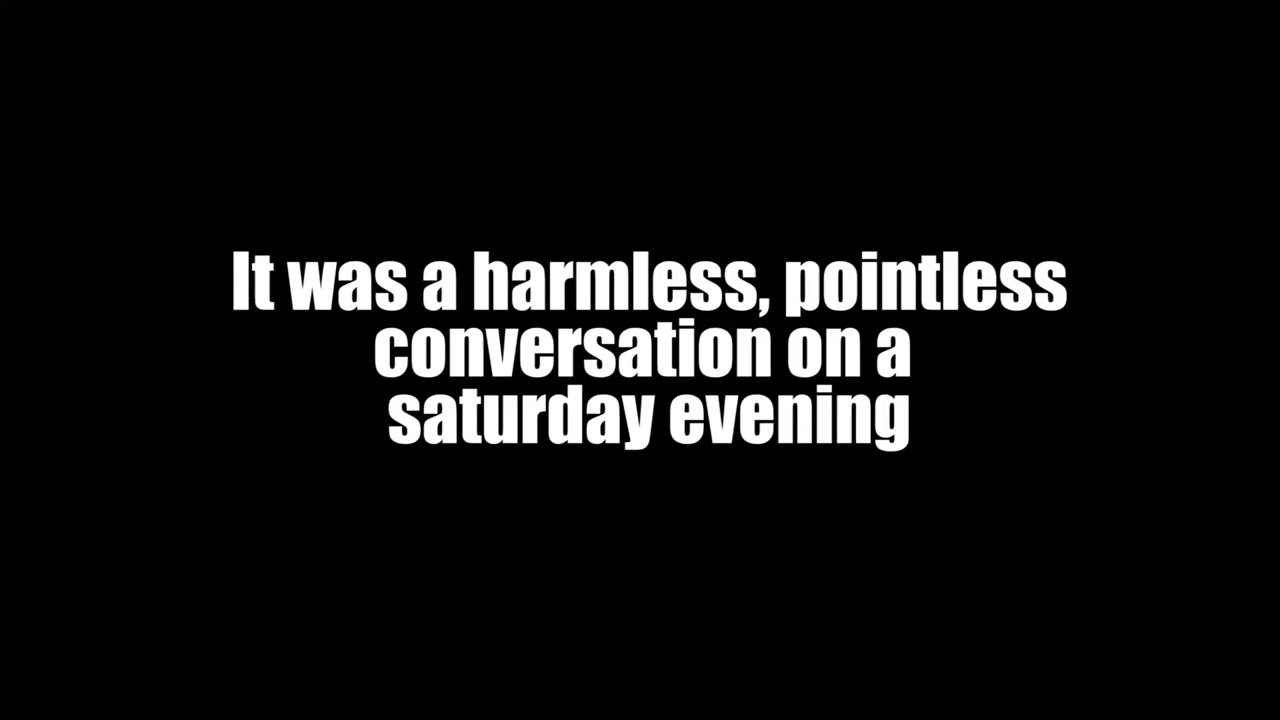 It was a harmless, pointless
conversation on a
saturday evening